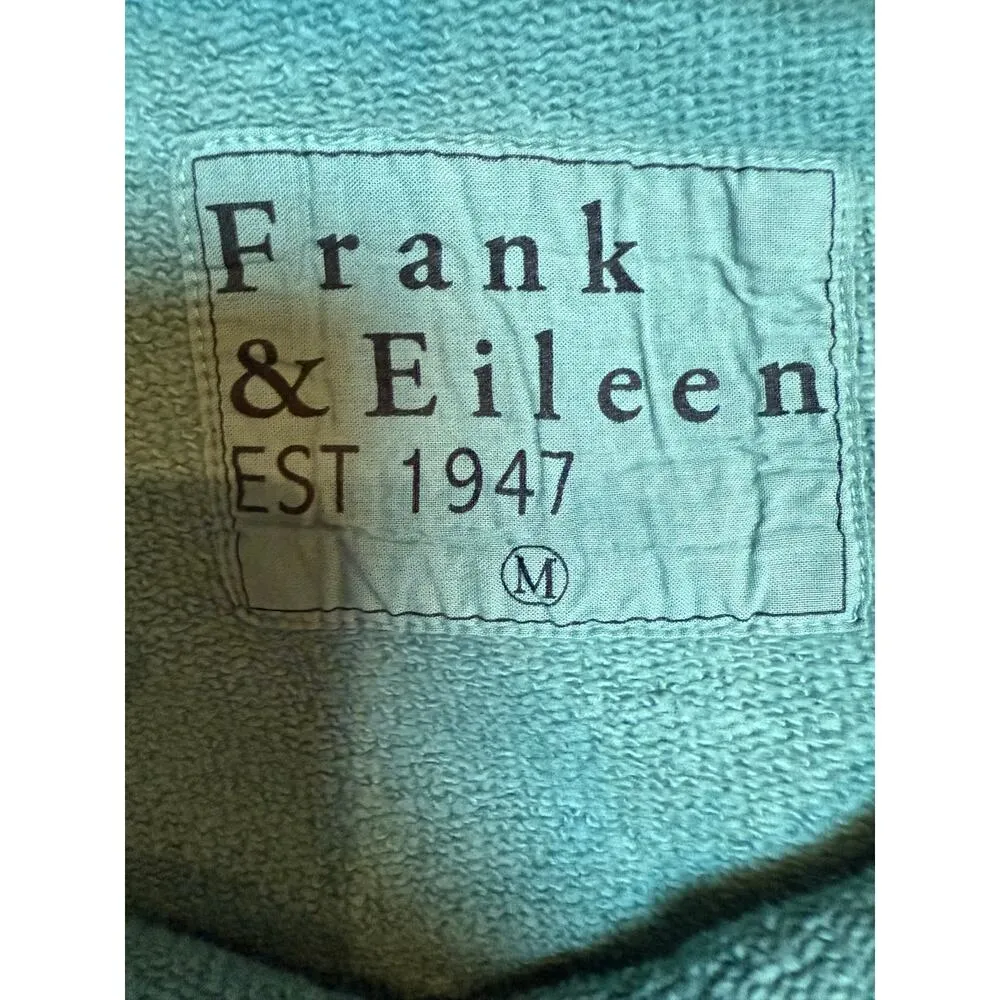 Frank
& Eileen
EST 1947
M